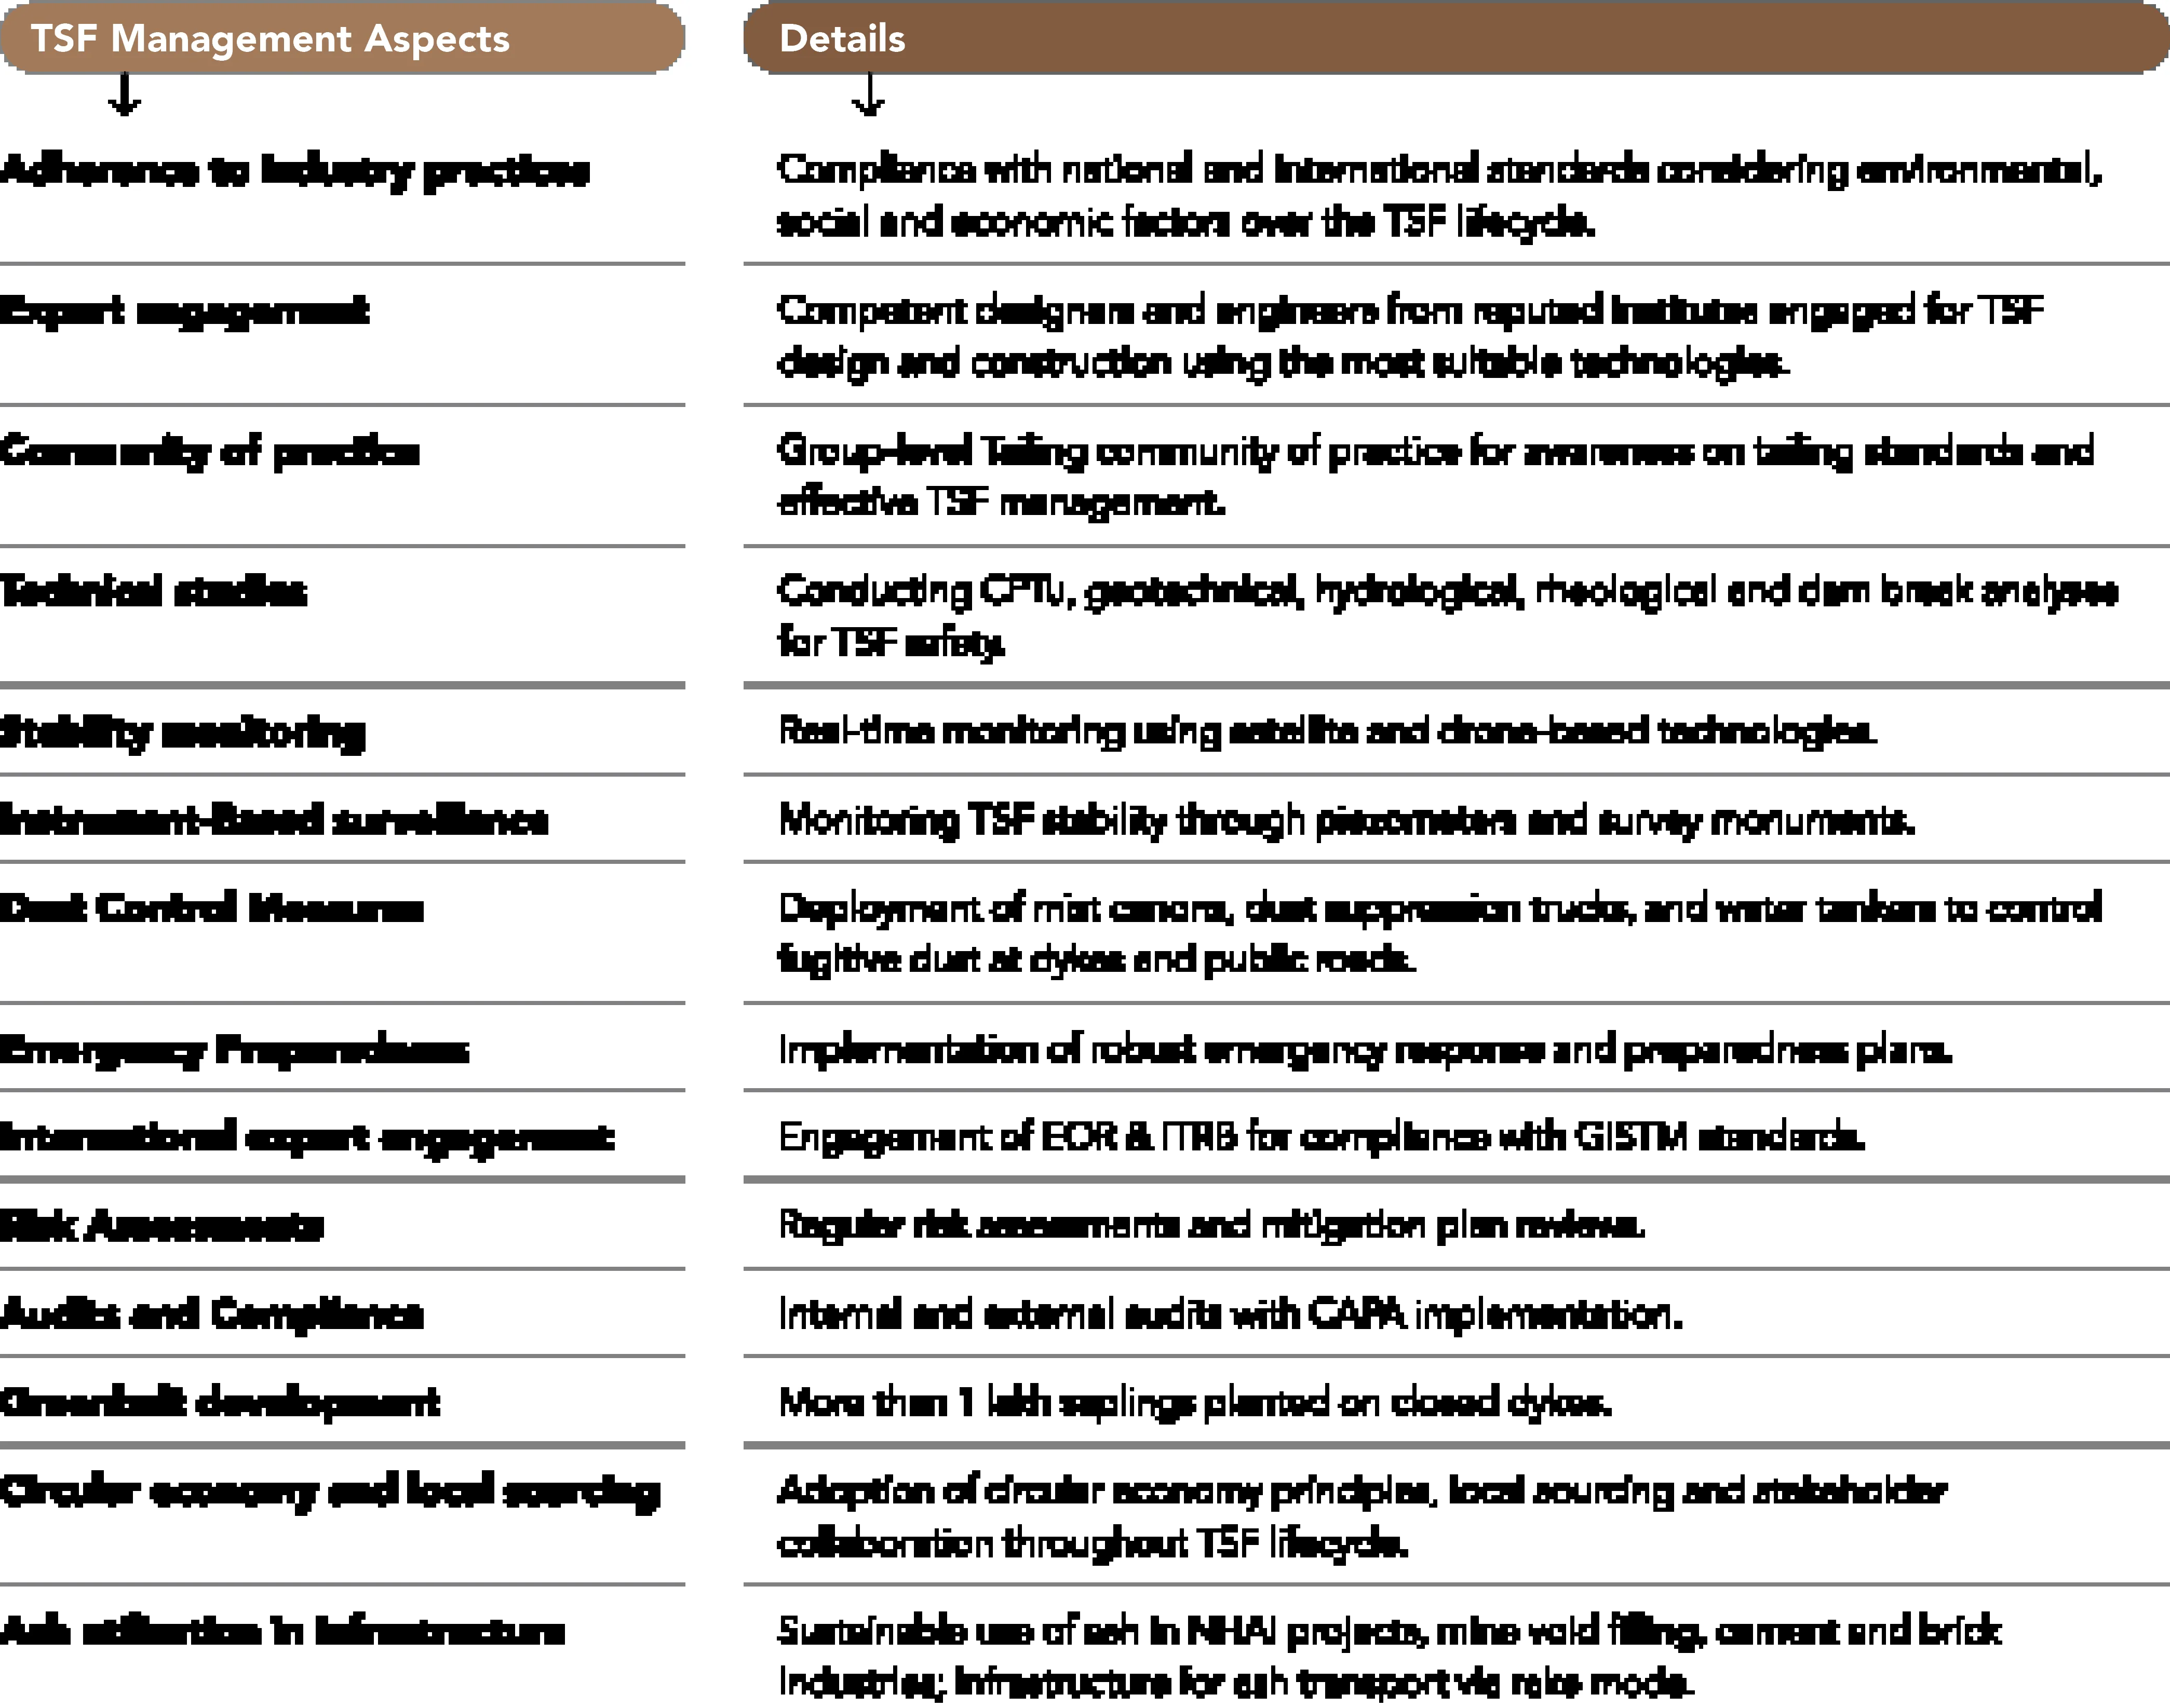 TSF Management Aspects
Details
Adherence to Industry practices
Compliance with national and international standards considering environmental,
social and economic factors over the TSF lifecycle.
Expert engagement
Competent designers and engineers from reputed institutes engaged for TSF
design and construction using the most suitable technologies.
Community of practice
Group-level Tailing community of practice for awareness on tailing standards and
effective TSF management.
Technical studies
Conducting CPTU, geotechnical, hydrological, rheological and dam break analyses
for TSF safety.
Stability monitoring
Real-time monitoring using satellite and drone-based technologies.
Instrument-Based surveillance
Monitoring TSF stability through piezometers and survey monuments.
Dust Control Measures
Deployment of mist canons, dust suppression trucks, and water tankers to control
fugitive dust at dykes and public roads.
Emergency Preparedness
Implementation of robust emergency response and preparedness plans.
International expert engagement
Engagement of EOR & ITRB for compliance with GISTM standards.
Risk Assessments
Regular risk assessments and mitigation plan reviews.
Audits and Compliance
Internal and external audits with CAPA implementation.
Greenbelt development
More than 1 lakh saplings planted on closed dykes.
Circular economy and local sourcing
Adoption of circular economy principles, local sourcing and stakeholder
collaboration throughout TSF lifecycle.
Ash utilisation in Infrastructure
Sustainable use of ash in NHAI projects, mine void filling, cement and brick
industries; Infrastructure for ash transport via rake mode.